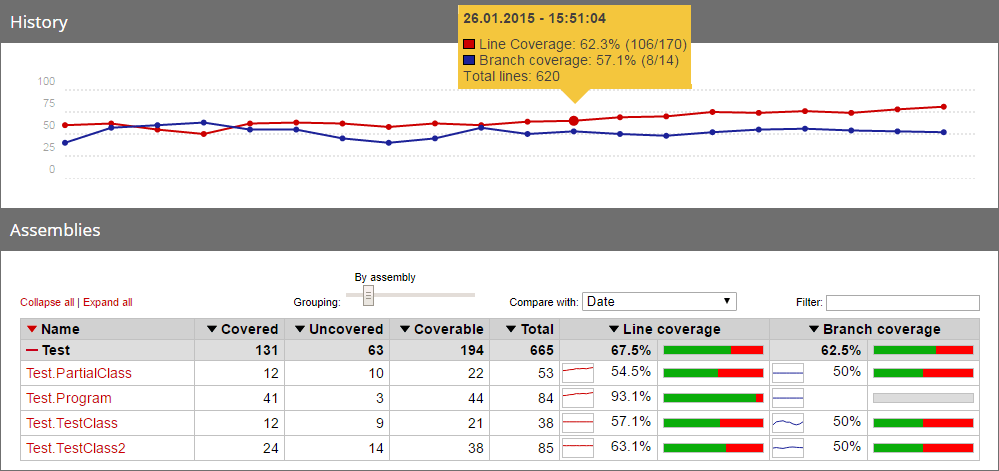 History
26.01.2015 - 15:51:04
Line Coverage: 62.3% (106/170)
Branch coverage: 57.1% (8/14)
Total lines: 620
100
75
50
25
0
Assemblies
Collapse all | Expand all
Grouping:
By assembly
Compare with: Date
Filter:
Name Covered Uncovered Coverable Total Line coverage Branch coverage
Test 131 63 194 665 67.5% 62.5%
Test.PartialClass 12 10 22 53 54.5% 50%
Test.Program 41 3 44 84 93.1%
Test.TestClass 12 9 21 38 57.1% 50%
Test.TestClass2 24 14 38 85 63.1% 50%